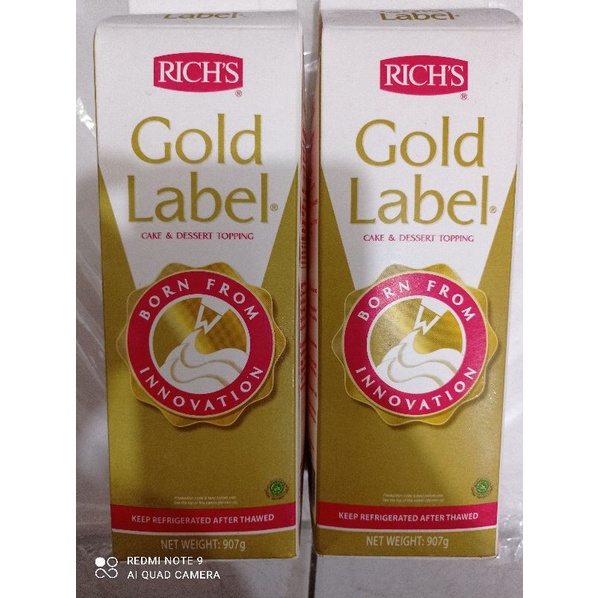 RICH'S®
Gold
Label®
CAKE & DESSERT TOPPING
BORN FROM
INNOVATION
KEEP REFRIGERATED AFTER THAWED
NET WEIGHT: 907g
RICH'S®
Gold
Label®
CAKE & DESSERT TOPPING
BORN FROM
INNOVATION
KEEP REFRIGERATED AFTER THAWED
NET WEIGHT: 907g
REDMI NOTE 9
AI QUAD CAMERA